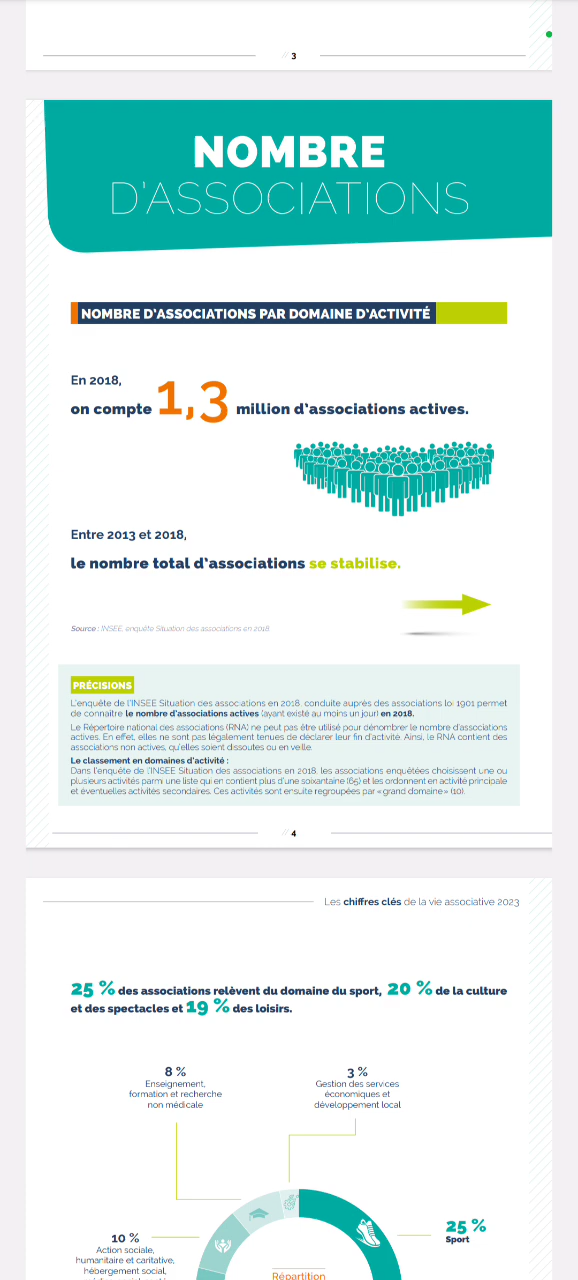 // 3
NOMBRE
D'ASSOCIATIONS
NOMBRE D'ASSOCIATIONS PAR DOMAINE D'ACTIVITÉ
En 2018,
on compte 1,3 million d'associations actives.
Entre 2013 et 2018,
le nombre total d'associations se stabilise.
Source : INSEE, enquête Situation des associations en 2018.
PRÉCISIONS
L'enquête de l'INSEE Situation des associations en 2018, conduite auprès des associations loi 1901 permet
de connaître le nombre d'associations actives (ayant existé au moins un jour) en 2018.
Le Répertoire national des associations (RNA) ne peut pas être utilisé pour dénombrer le nombre d'associations
actives. En effet, elles ne sont pas légalement tenues de déclarer leur fin d'activité. Ainsi, le RNA contient des
associations non actives, qu'elles soient dissoutes ou en veille.
Le classement en domaines d'activité :
Dans l'enquête de l'INSEE Situation des associations en 2018, les associations enquêtées choisissent une ou
plusieurs activités parmi une liste qui en contient plus d'une soixantaine (65) et les ordonnent en activité principale
et éventuelles activités secondaires. Ces activités sont ensuite regroupées par « grand domaine » (10).
// 4
Les chiffres clés de la vie associative 2023
25 % des associations relèvent du domaine du sport, 20 % de la culture
et des spectacles et 19 % des loisirs.
8 %
Enseignement,
formation et recherche
non médicale
3 %
Gestion des services
économiques et
développement local
25 %
Sport
10 %
Action sociale,
humanitaire et caritative,
hébergement social,
Répartition